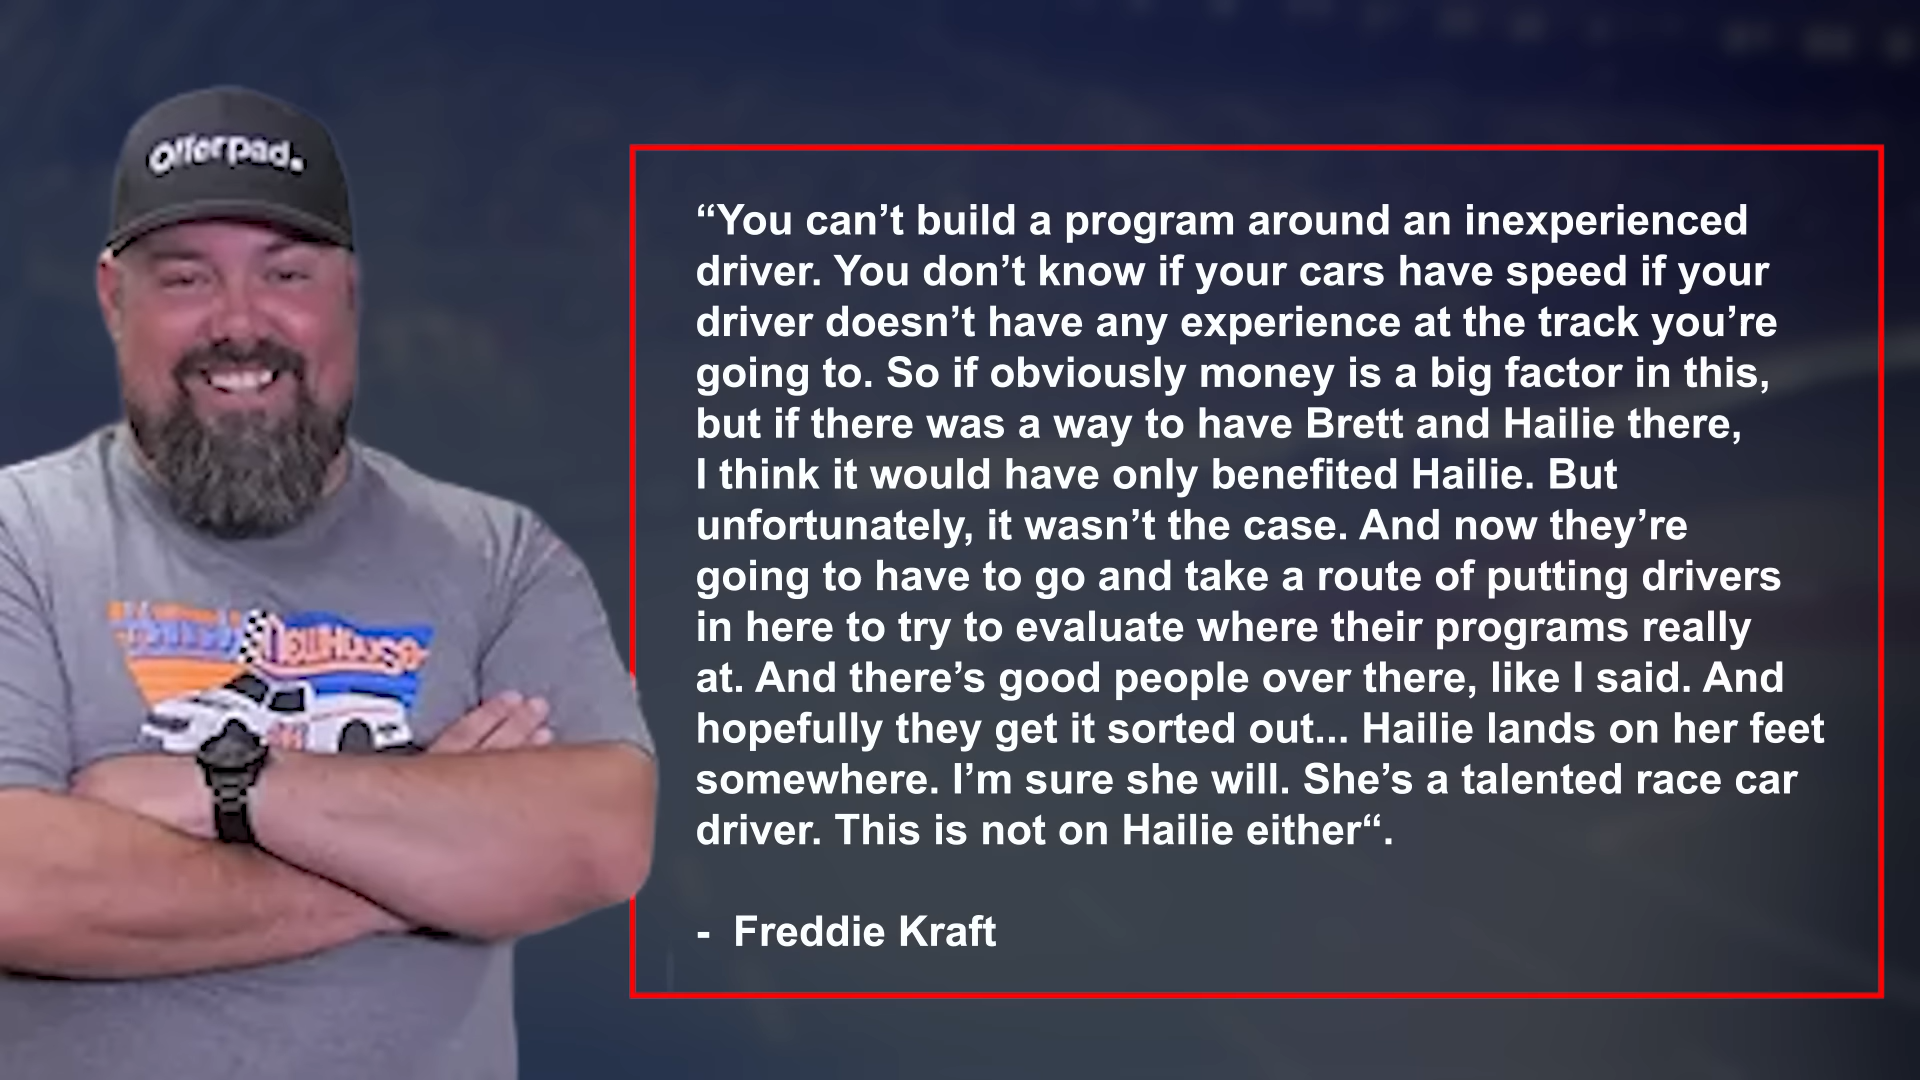 Offerpad.
Newhouse
“You can’t build a program around an inexperienced
driver. You don’t know if your cars have speed if your
driver doesn’t have any experience at the track you’re
going to. So if obviously money is a big factor in this,
but if there was a way to have Brett and Hailie there,
I think it would have only benefited Hailie. But
unfortunately, it wasn’t the case. And now they’re
going to have to go and take a route of putting drivers
in here to try to evaluate where their programs really
at. And there’s good people over there, like I said. And
hopefully they get it sorted out... Hailie lands on her feet
somewhere. I’m sure she will. She’s a talented race car
driver. This is not on Hailie either“.
- Freddie Kraft